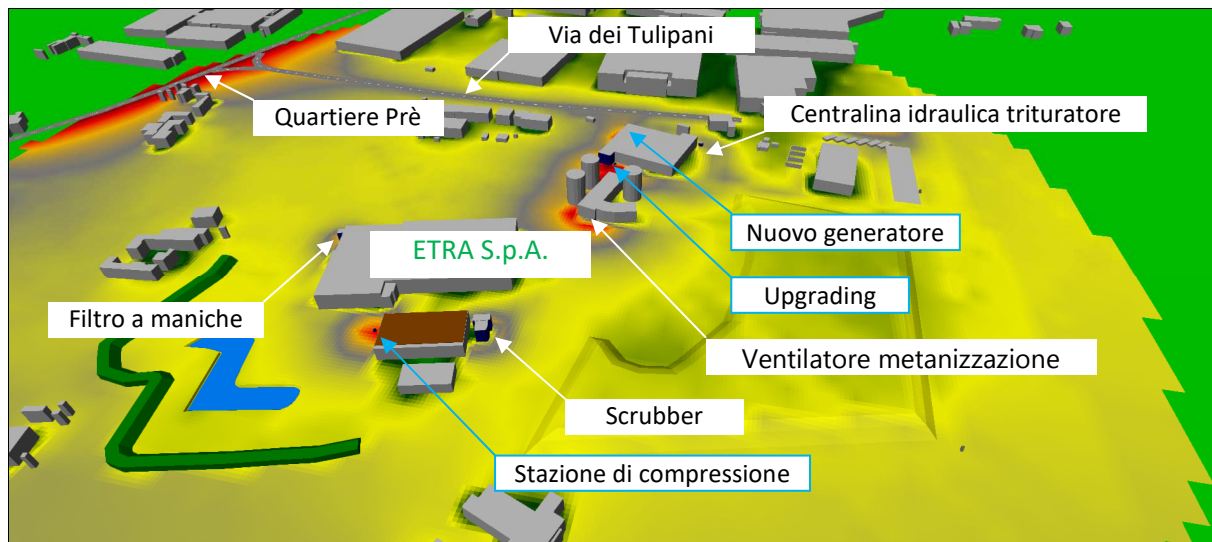 Via dei Tulipani
Quartiere Prè
Centralina idraulica trituratore
Nuovo generatore
ETRA S.p.A.
Upgrading
Filtro a maniche
Ventilatore metanizzazione
Scrubber
Stazione di compressione